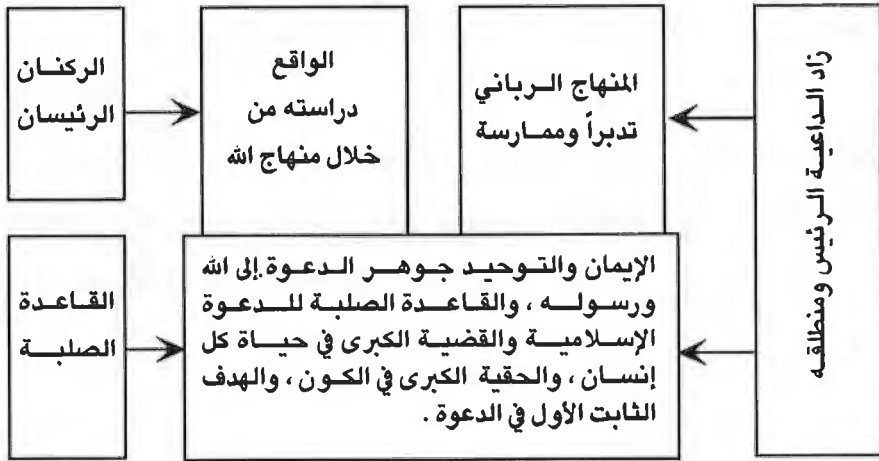 زاد الداعية الرئيس ومنطلقه
المنهاج الرباني
تدبراً وممارسة
الواقع
دراسته من
خلال منهاج الله
الركنان
الرئيسان
الإيمان والتوحيد جوهر الدعوة إلى الله
ورسوله ، والقاعدة الصلبة للدعوة
الإسلامية والقضية الكبرى في حياة كل
إنسان ، والحقية الكبرى في الكون ، والهدف
الثابت الأول في الدعوة .
القاعدة
الصلبة